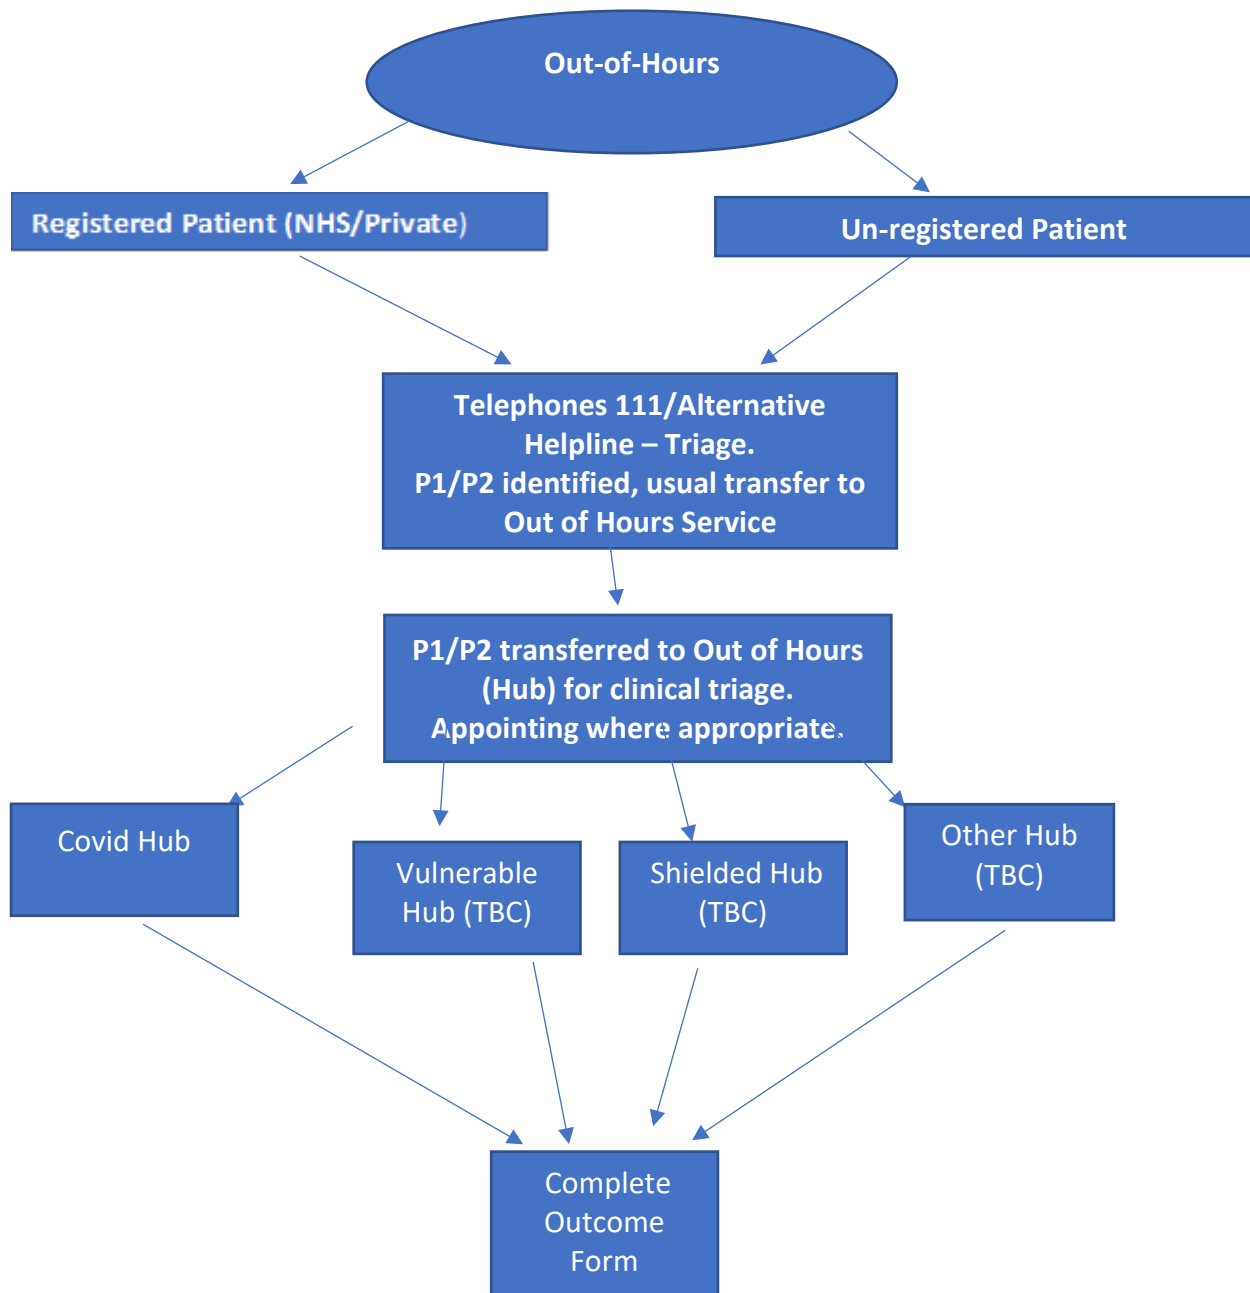 Out-of-Hours
Registered Patient (NHS/Private)
Un-registered Patient
Telephones 111/Alternative
Helpline – Triage.
P1/P2 identified, usual transfer to
Out of Hours Service
P1/P2 transferred to Out of Hours
(Hub) for clinical triage.
Appointing where appropriate.
Covid Hub
Vulnerable
Hub (TBC)
Shielded Hub
(TBC)
Other Hub
(TBC)
Complete
Outcome
Form